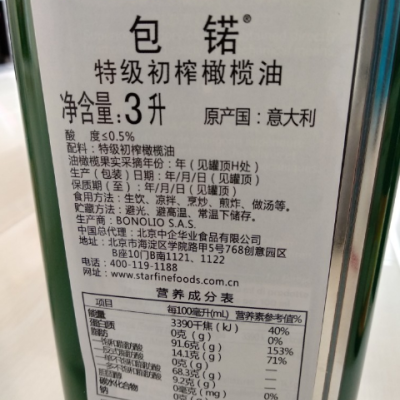 包锘®
特级初榨橄榄油
净含量:3升 原产国：意大利
酸 度≤0.5%
配料：特级初榨橄榄油
油橄榄果实采摘年份：年（见罐顶H处）
生产（包装）日期：年/月/日（见罐顶）
保质期（至）：年/月/日（见罐顶）
食用方法：生饮、凉拌、烹炒、煎炸、做汤等。
贮藏方法：避光、避高温、常温下储存。
生产商：BONOLIO S.A.S.
中国总代理：北京中企华业食品有限公司
地址：北京市海淀区学院路甲5号768创意园区
B座10门B南1121、1122
电话：400-119-1188
网址：www.starfinefoods.com.cn
营养成分表
项目 每100毫升(mL) 营养素参考值%
能量 3390千焦（kJ） 40%
蛋白质 0克（g） 0%
脂肪 91.6克（g） 153%
14.1克（g） 71%
68.3克（g）
9.2克（g）
胆固醇 0毫克（mg） 0%
碳水化合物 0克（g）
钠